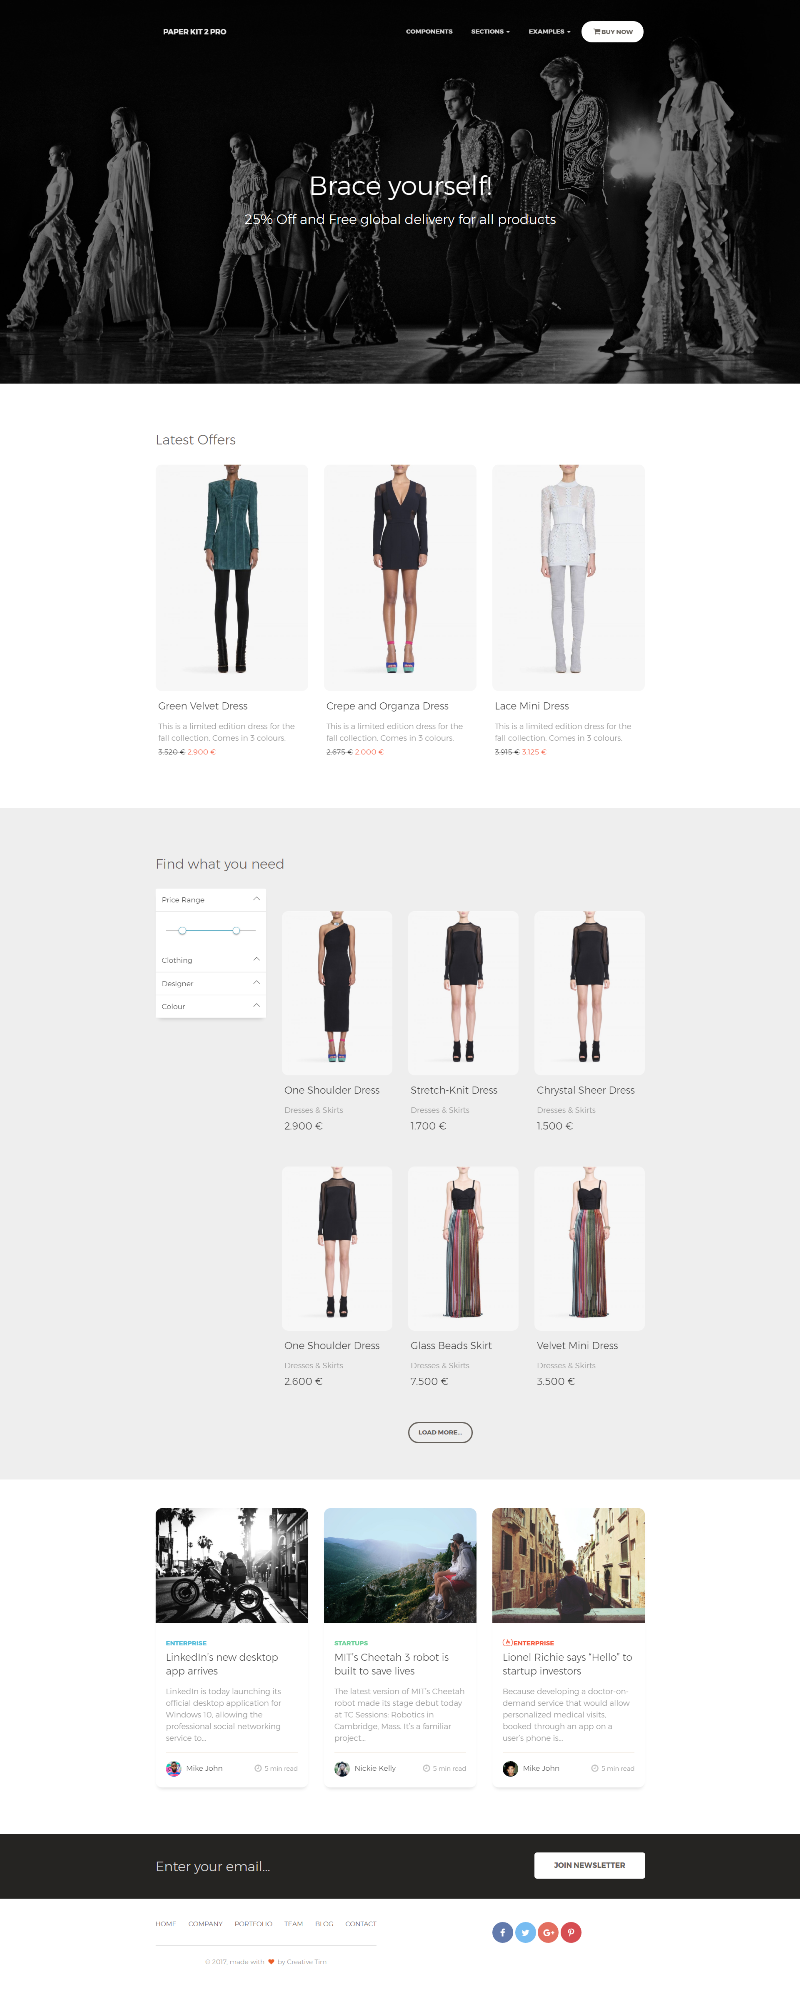 PAPER KIT 2 PRO
COMPONENTS
SECTIONS
EXAMPLES
BUY NOW
Brace yourself!
25% Off and Free global delivery for all products
Latest Offers
Green Velvet Dress
This is a limited edition dress for the
fall collection. Comes in 3 colours.
3.520 € 2.900 €
Crepe and Organza Dress
This is a limited edition dress for the
fall collection. Comes in 3 colours.
2.675 € 2.000 €
Lace Mini Dress
This is a limited edition dress for the
fall collection. Comes in 3 colours.
3.915 € 3.125 €
Find what you need
Price Range
Clothing
Designer
Colour
One Shoulder Dress
Dresses & Skirts
2.900 €
Stretch-Knit Dress
Dresses & Skirts
1.700 €
Chrystal Sheer Dress
Dresses & Skirts
1.500 €
One Shoulder Dress
Dresses & Skirts
2.600 €
Glass Beads Skirt
Dresses & Skirts
7.500 €
Velvet Mini Dress
Dresses & Skirts
3.500 €
LOAD MORE...
ENTERPRISE
LinkedIn's new desktop
app arrives
LinkedIn is today launching its
official desktop application for
Windows 10, allowing the
professional social networking
service to...
Mike John
5 min read
STARTUPS
MIT's Cheetah 3 robot is
built to save lives
The latest version of MIT's Cheetah
robot made its stage debut today
at TC Sessions: Robotics in
Cambridge, Mass. It's a familiar
project...
Nickie Kelly
5 min read
ENTERPRISE
Lionel Richie says "Hello" to
startup investors
Because developing a doctor-on-
demand service that would allow
personalized medical visits,
booked through an app on a
user's phone is...
Mike John
5 min read
Enter your email...
JOIN NEWSLETTER
HOME
COMPANY
PORTFOLIO
TEAM
BLOG
CONTACT
© 2017, made with ❤ by Creative Tim